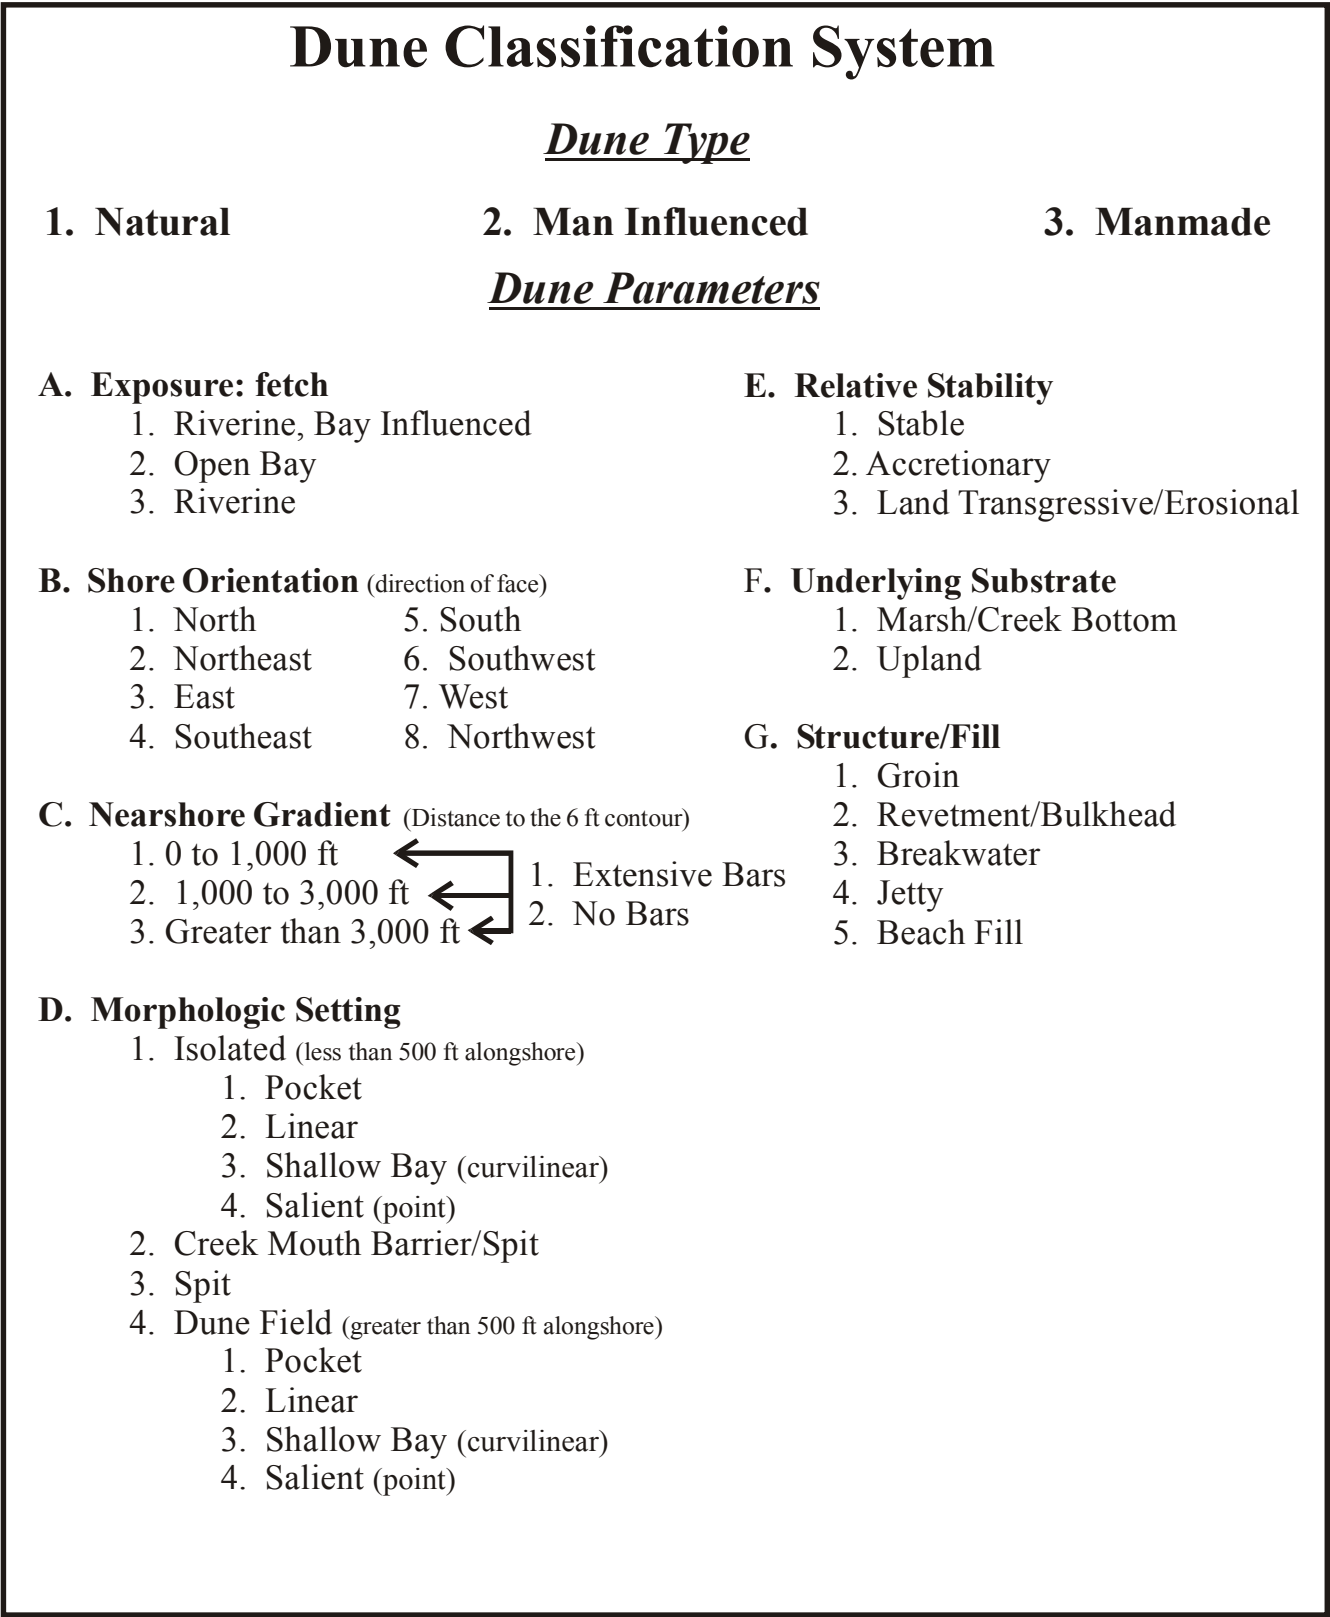 Dune Classification System
Dune Type
1. Natural
2. Man Influenced
3. Manmade
Dune Parameters
A. Exposure: fetch
1. Riverine, Bay Influenced
2. Open Bay
3. Riverine
B. Shore Orientation (direction of face)
1. North
2. Northeast
3. East
4. Southeast
5. South
6. Southwest
7. West
8. Northwest
C. Nearshore Gradient (Distance to the 6 ft contour)
1. 0 to 1,000 ft
2. 1,000 to 3,000 ft
3. Greater than 3,000 ft
1. Extensive Bars
2. No Bars
D. Morphologic Setting
1. Isolated (less than 500 ft alongshore)
1. Pocket
2. Linear
3. Shallow Bay (curvilinear)
4. Salient (point)
2. Creek Mouth Barrier/Spit
3. Spit
4. Dune Field (greater than 500 ft alongshore)
1. Pocket
2. Linear
3. Shallow Bay (curvilinear)
4. Salient (point)
E. Relative Stability
1. Stable
2. Accretionary
3. Land Transgressive/Erosional
F. Underlying Substrate
1. Marsh/Creek Bottom
2. Upland
G. Structure/Fill
1. Groin
2. Revetment/Bulkhead
3. Breakwater
4. Jetty
5. Beach Fill